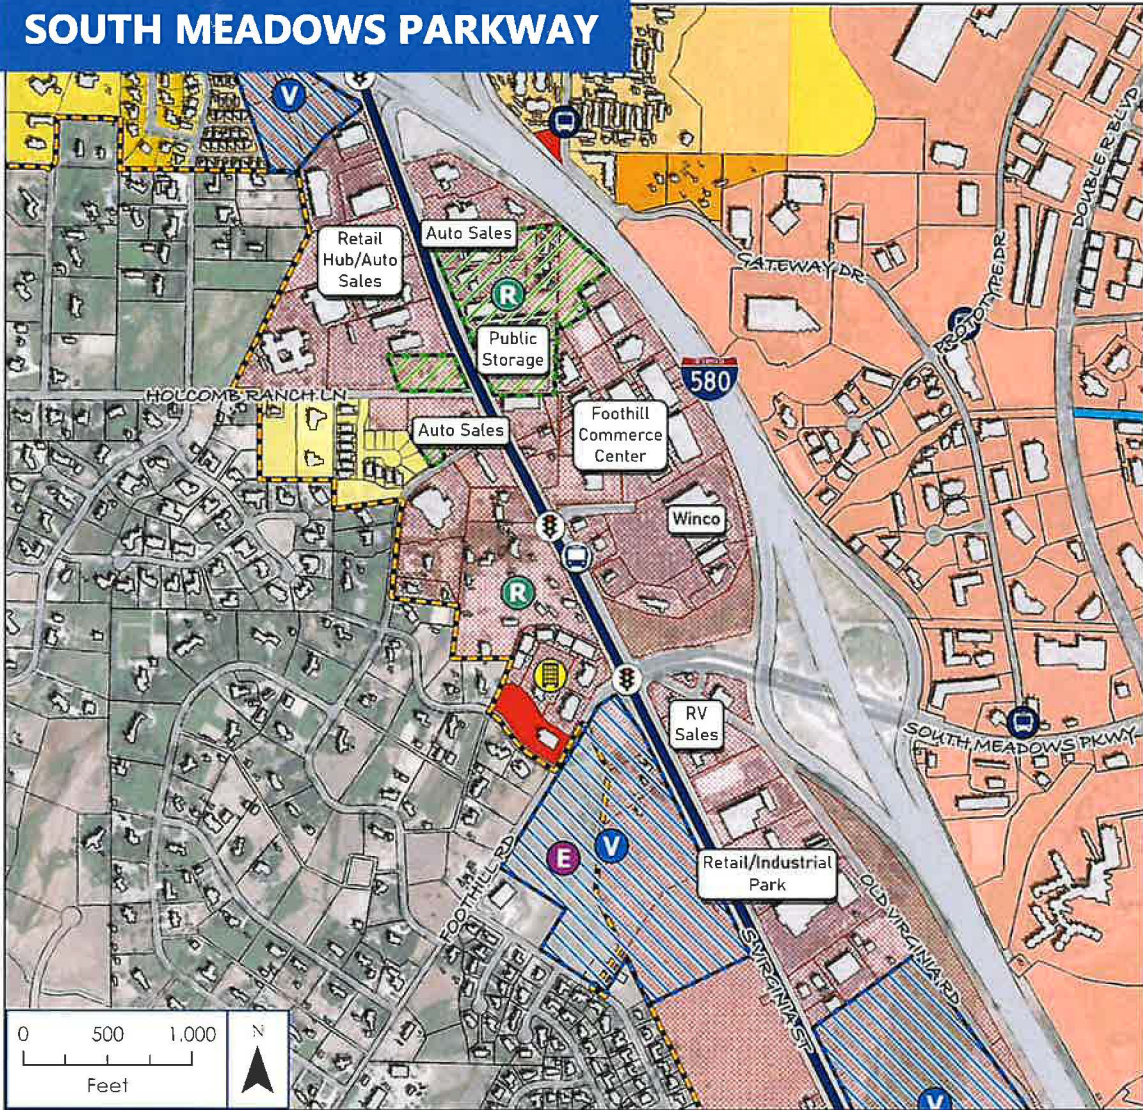 SOUTH MEADOWS PARKWAY
V
Auto Sales
Retail
Hub/Auto
Sales
R
Public
Storage
GATEWAY DR
PROTOTYPE DR
DOUBLE R BLVD
580
HOLCOMB RANCH LN
Auto Sales
Foothill
Commerce
Center
Winco
R
RV
Sales
SOUTH MEADOWS PKWY
E
V
Retail/Industrial
Park
FOOTHILL RD
OLD VIRGINIA RD
S VIRGINIA ST
V
0 500 1,000
Feet
N